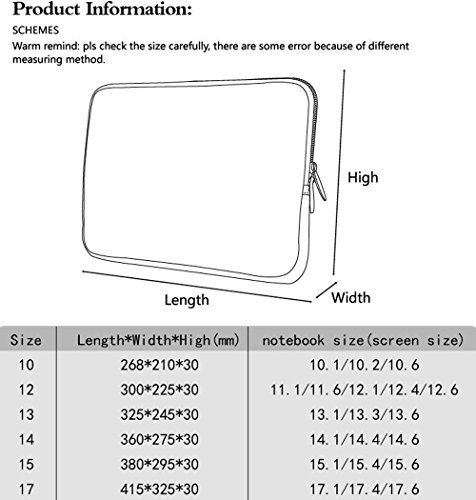 Product Information:
SCHEMES
Warm remind: pls check the size carefully, there are some error because of different
measuring method.
High
Width
Length
Size Length*Width*High(mm) notebook size(screen size)
10 268*210*30 10.1/10.2/10.6
12 300*225*30 11.1/11.6/12.1/12.4/12.6
13 325*245*30 13.1/13.3/13.6
14 360*275*30 14.1/14.4/14.6
15 380*295*30 15.1/15.4/15.6
17 415*325*30 17.1/17.4/17.6